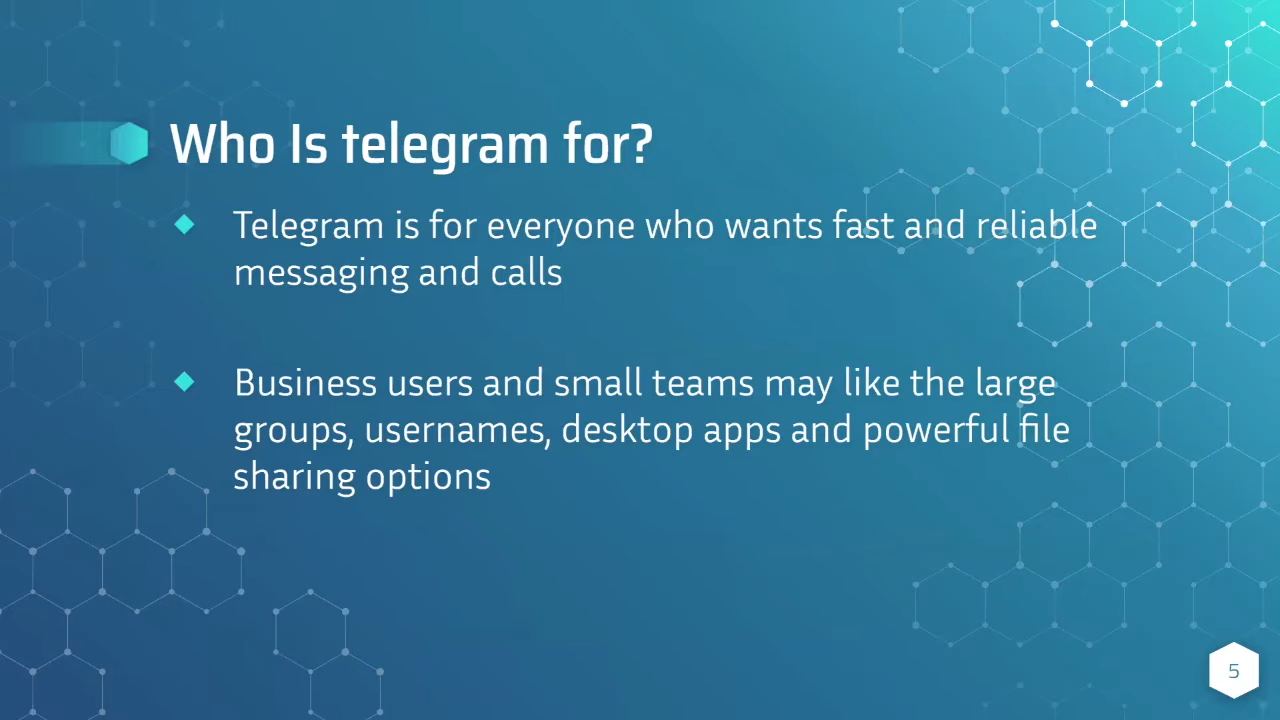 Who Is telegram for?
Telegram is for everyone who wants fast and reliable
messaging and calls
Business users and small teams may like the large
groups, usernames, desktop apps and powerful file
sharing options
5